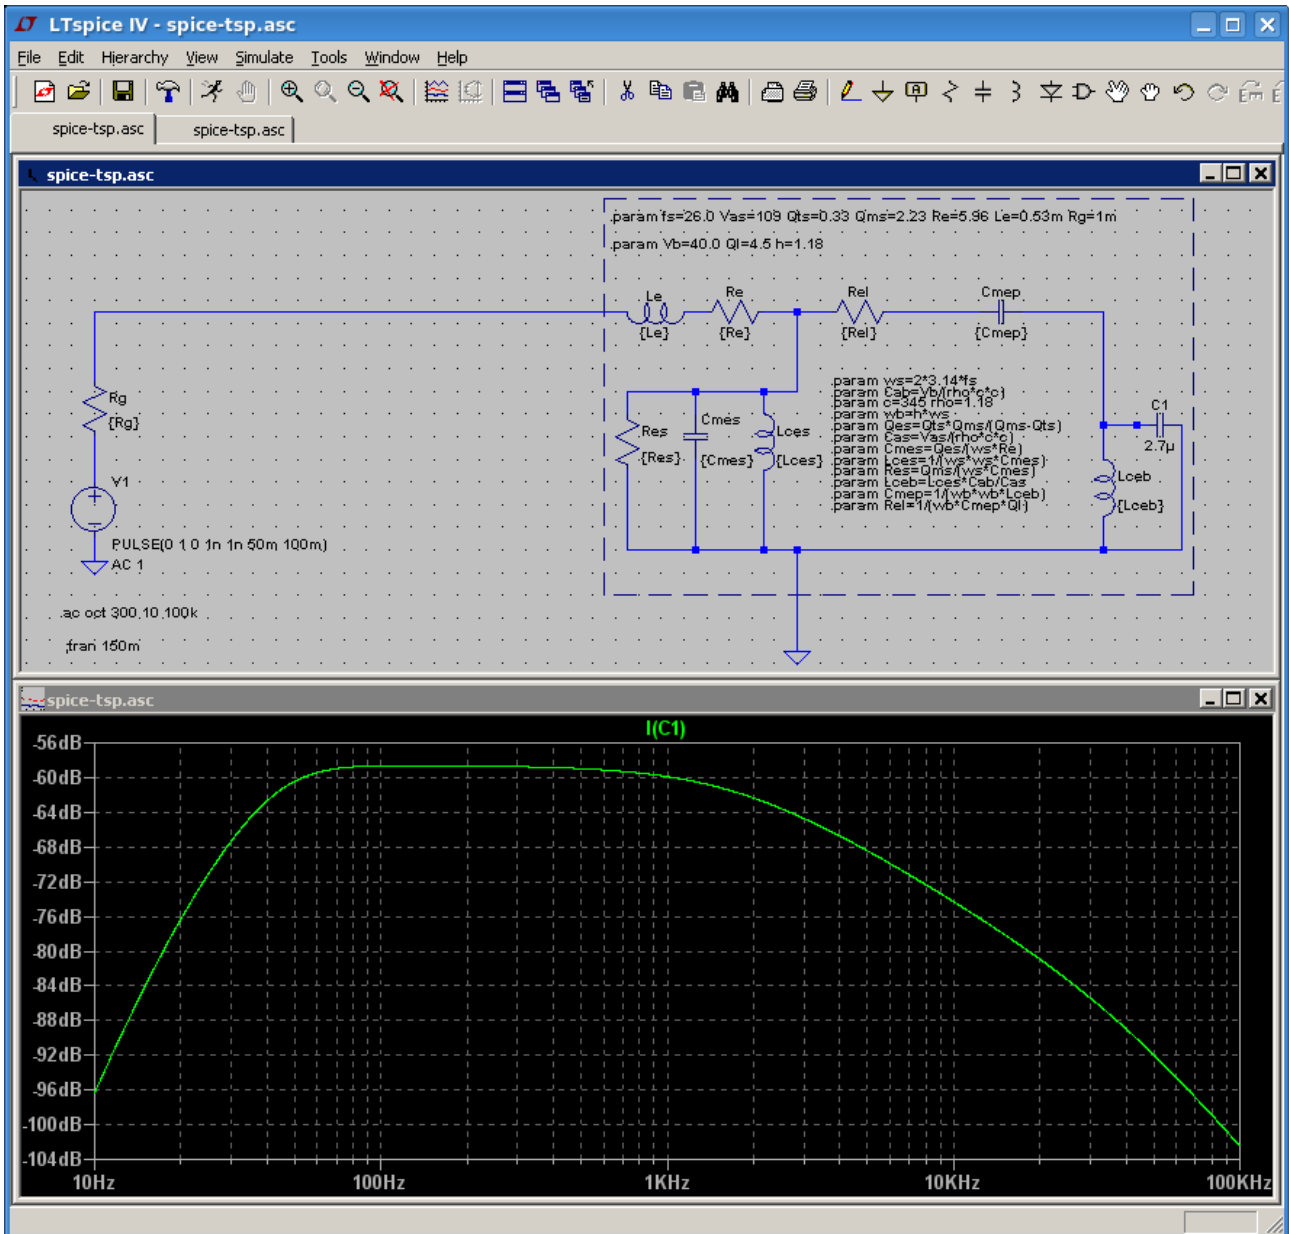 LTspice IV - spice-tsp.asc
File Edit Hierarchy View Simulate Tools Window Help
spice-tsp.asc spice-tsp.asc
spice-tsp.asc
.param fs=26.0 Vas=109 Qts=0.33 Qms=2.23 Re=5.96 Le=0.53m Rg=1m
.param Vb=40.0 Ql=4.5 h=1.18
Le Re Rel Cmep
{Le} {Re} {Rel} {Cmep}
.param ws=2*3.14*fs
.param Cab=Vb/(rho*c*c)
.param c=345 rho=1.18
.param wb=h*ws
.param Qes=Qts*Qms/(Qms-Qts)
.param Cas=Vas/(rho*c*c)
.param Cmes=Qes/(ws*Re)
.param Lces=1/(ws*ws*Cmes)
.param Res=Qms/(ws*Cmes)
.param Lceb=Lces*Cab/Cas
.param Cmep=1/(wb*wb*Lceb)
.param Rel=1/(wb*Cmep*Ql)
Rg
{Rg}
Res Cmes Lces
{Res} {Cmes} {Lces}
C1
2.7µ
Lceb
{Lceb}
V1
PULSE(0 1 0 1n 1n 50m 100m)
AC 1
.ac oct 300 10 100k
;tran 150m
spice-tsp.asc
I(C1)
-56dB
-60dB
-64dB
-68dB
-72dB
-76dB
-80dB
-84dB
-88dB
-92dB
-96dB
-100dB
-104dB
10Hz 100Hz 1KHz 10KHz 100KHz